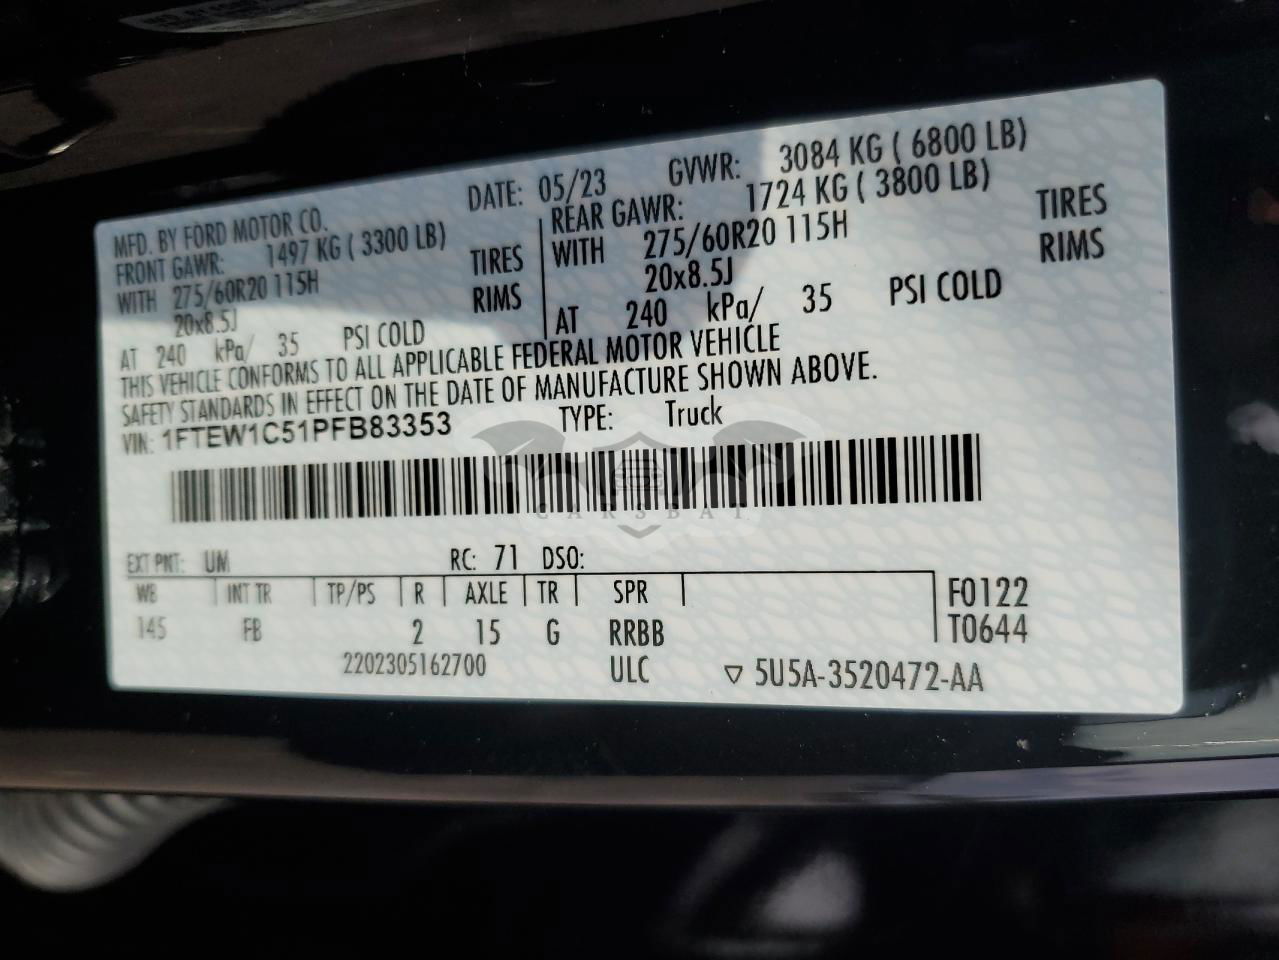 DATE: 05/23 GVWR: 3084 KG ( 6800 LB)
MFD. BY FORD MOTOR CO.
FRONT GAWR: 1497 KG ( 3300 LB)
WITH 275/60R20 115H TIRES
20x8.5J RIMS
AT 240 kPa/ 35 PSI COLD
REAR GAWR: 1724 KG ( 3800 LB)
WITH 275/60R20 115H TIRES
20x8.5J RIMS
AT 240 kPa/ 35 PSI COLD
THIS VEHICLE CONFORMS TO ALL APPLICABLE FEDERAL MOTOR VEHICLE
SAFETY STANDARDS IN EFFECT ON THE DATE OF MANUFACTURE SHOWN ABOVE.
VIN: 1FTEW1C51PFB83353 TYPE: Truck
CARSBAT
EXT PNT: UM RC: 71 DSO:
WB INT TR TP/PS R AXLE TR SPR F0122
145 FB 2 15 G RRBB T0644
2202305162700 ULC ▽ 5U5A-3520472-AA